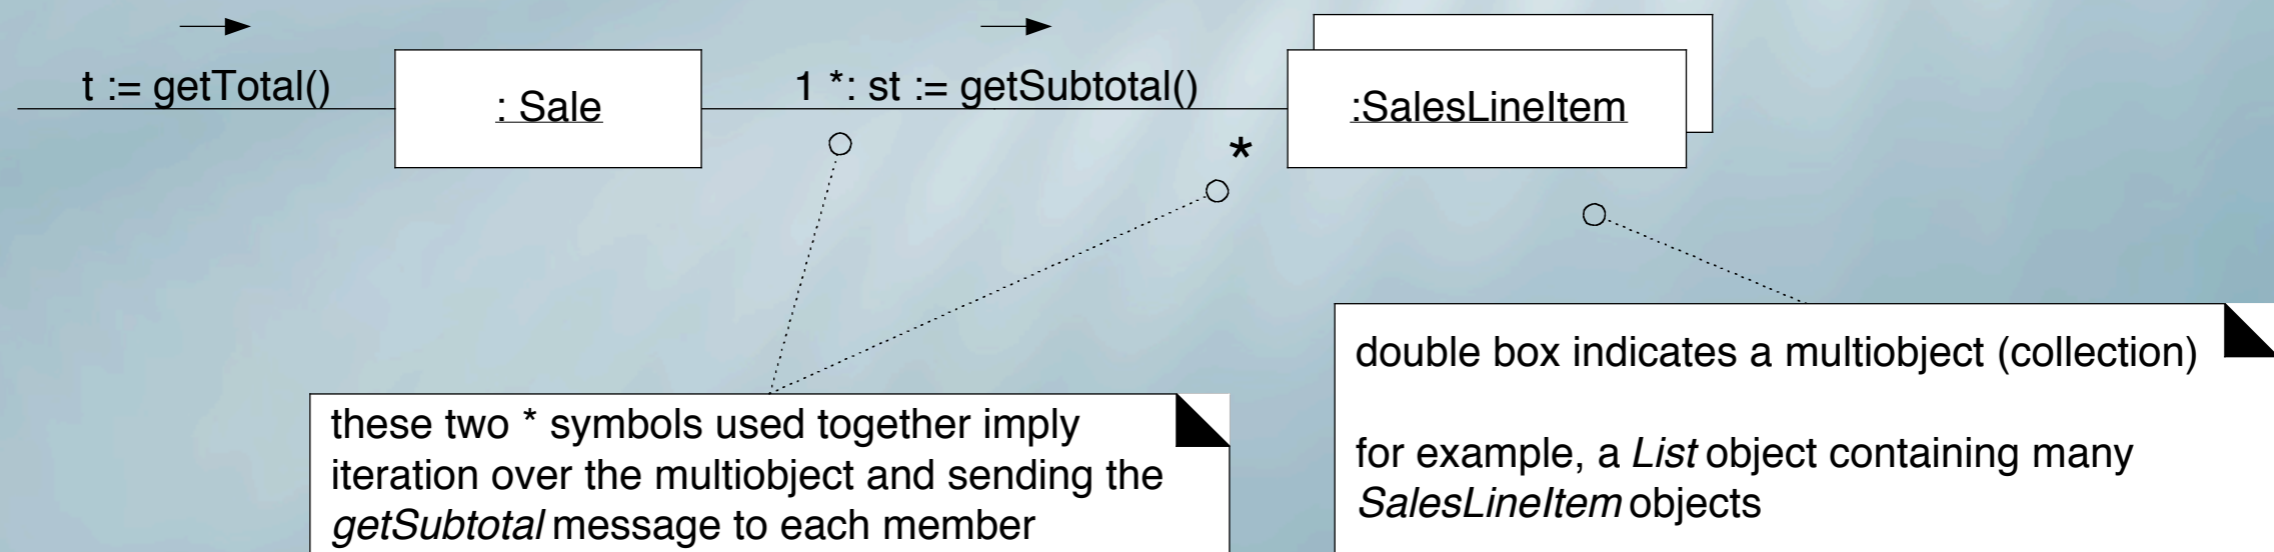 t := getTotal()
: Sale
1 *: st := getSubtotal()
*
:SalesLineItem
these two * symbols used together imply
iteration over the multiobject and sending the
getSubtotal message to each member
double box indicates a multiobject (collection)
for example, a List object containing many
SalesLineItem objects